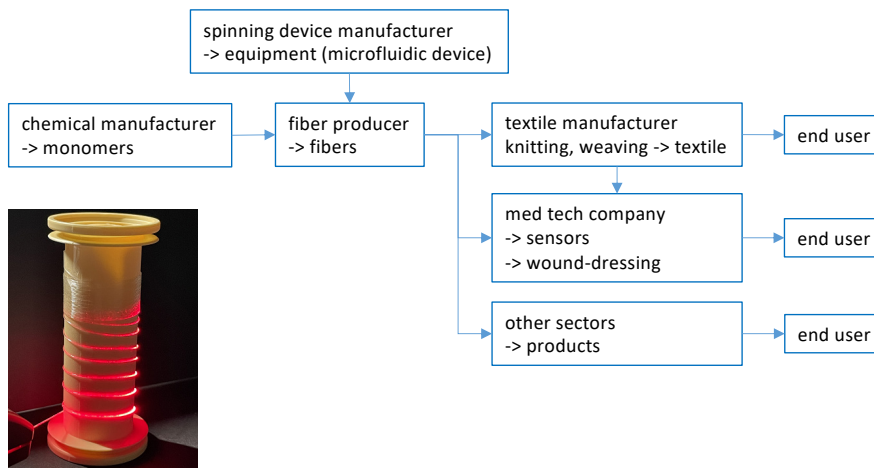 spinning device manufacturer
-> equipment (microfluidic device)
chemical manufacturer
-> monomers
fiber producer
-> fibers
textile manufacturer
knitting, weaving -> textile
end user
med tech company
-> sensors
-> wound-dressing
end user
other sectors
-> products
end user